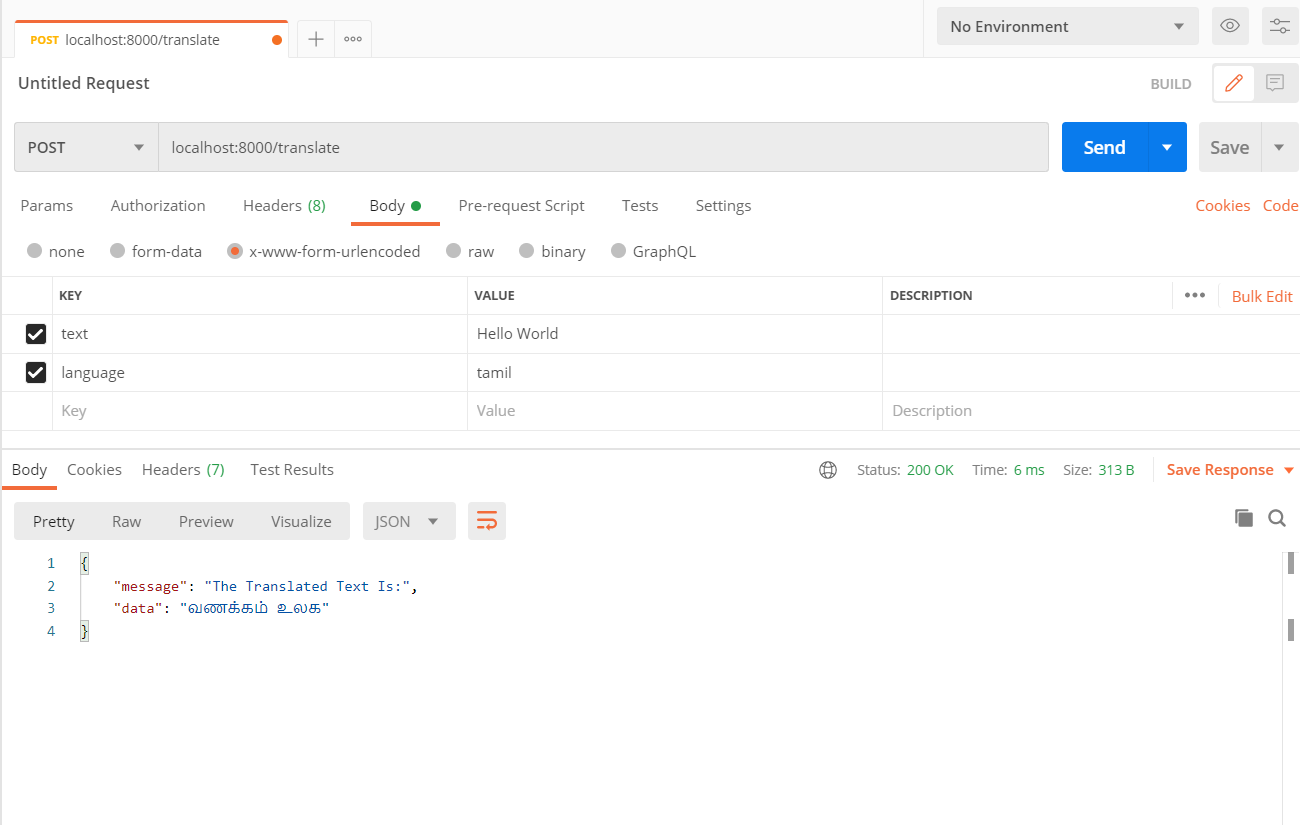 POST localhost:8000/translate
No Environment
Untitled Request
BUILD
POST localhost:8000/translate Send Save
Params Authorization Headers (8) Body Pre-request Script Tests Settings Cookies Code
none form-data x-www-form-urlencoded raw binary GraphQL
KEY VALUE DESCRIPTION Bulk Edit
text Hello World
language tamil
Key Value Description
Body Cookies Headers (7) Test Results Status: 200 OK Time: 6 ms Size: 313 B Save Response
Pretty Raw Preview Visualize JSON
1 {
2 "message": "The Translated Text Is:",
3 "data": "வணக்கம் உலக"
4 }